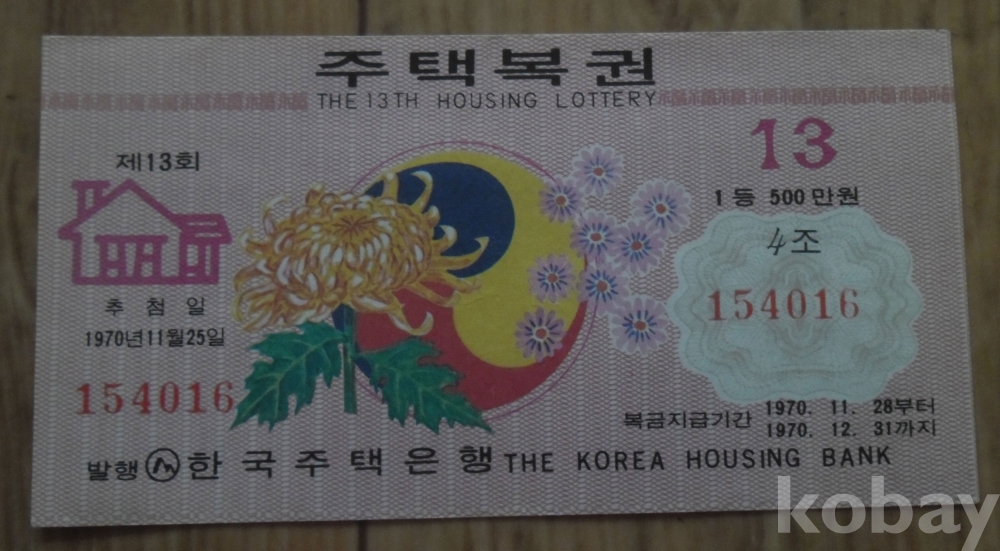 주택복권
THE 13TH HOUSING LOTTERY
제13회
추첨일
1970년11월25일
154016
13
1등 500만원
4조
154016
복금지급기간 1970. 11. 28부터
1970. 12. 31까지
발행 한국주택은행 THE KOREA HOUSING BANK
kobay